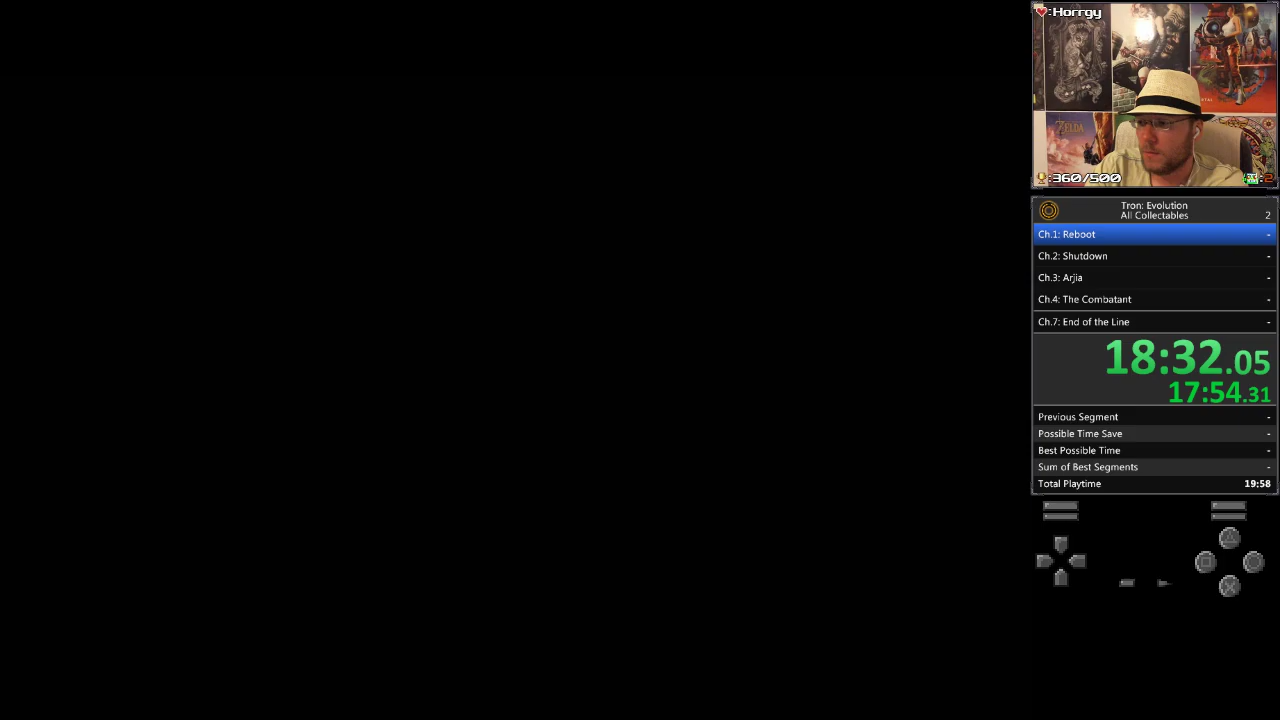 :Horrgy
ZELDA
:360/500
:2
Tron: Evolution
All Collectables 2
Ch.1: Reboot -
Ch.2: Shutdown -
Ch.3: Arjia -
Ch.4: The Combatant -
Ch.7: End of the Line -
18:32.05
17:54.31
Previous Segment -
Possible Time Save -
Best Possible Time -
Sum of Best Segments -
Total Playtime 19:58